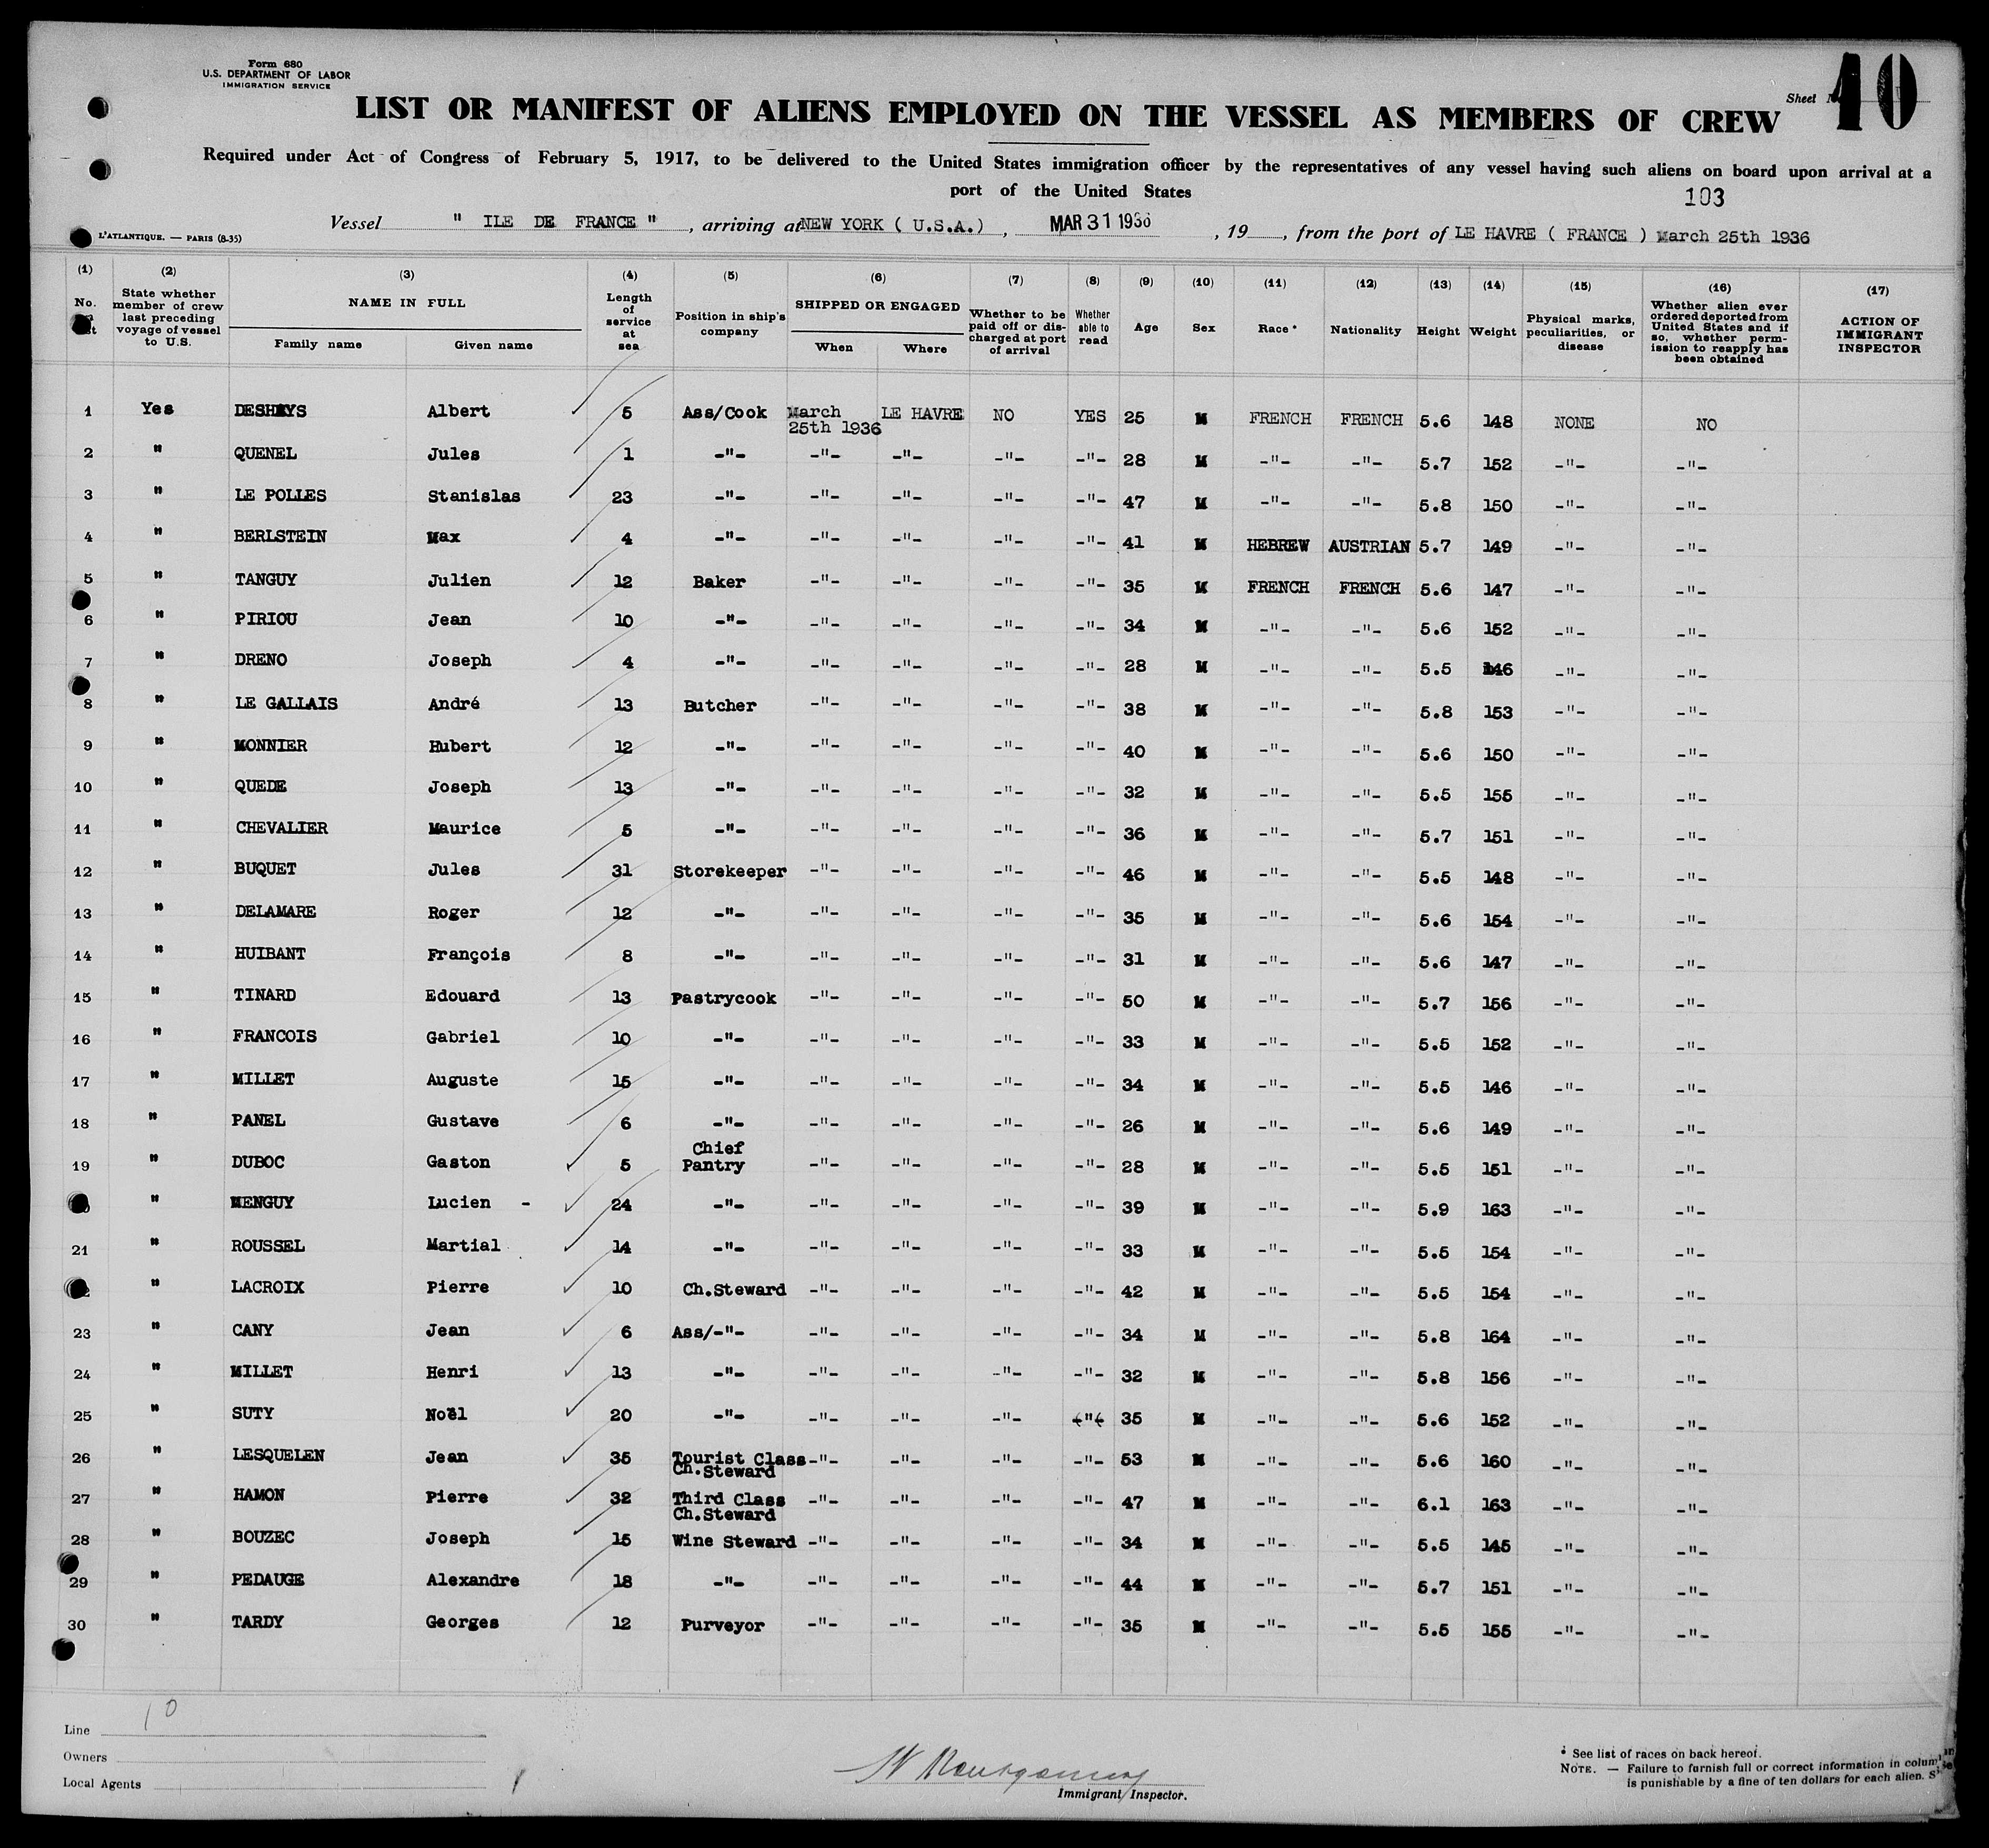 Form 680
U.S. DEPARTMENT OF LABOR
IMMIGRATION SERVICE
Sheet
10
LIST OR MANIFEST OF ALIENS EMPLOYED ON THE VESSEL AS MEMBERS OF CREW
Required under Act of Congress of February 5, 1917, to be delivered to the United States immigration officer by the representatives of any vessel having such aliens on board upon arrival at a
port of the United States
103
Vessel " ILE DE FRANCE " , arriving at NEW YORK ( U.S.A.) , MAR 31 1936 , 19 , from the port of LE HAVRE ( FRANCE ) March 25th 1936
L'ATLANTIQUE. — PARIS (8-35)
(1) (2) (3) (4) (5) (6) (7) (8) (9) (10) (11) (12) (13) (14) (15) (16) (17)
No. State whether member of crew last preceding voyage of vessel to U.S. NAME IN FULL Family name Given name Length of service at sea Position in ship's company SHIPPED OR ENGAGED When Where Whether to be paid off or discharged at port of arrival Whether able to read Age Sex Race * Nationality Height Weight Physical marks, peculiarities, or disease Whether alien ever ordered deported from United States and if so, whether permission to reapply has been obtained ACTION OF IMMIGRANT INSPECTOR
1 Yes DESHAYS Albert 5 Ass/Cook March 25th 1936 LE HAVRE NO YES 25 M FRENCH FRENCH 5.6 148 NONE NO
2 " QUENEL Jules 1 -"- -"- -"- -"- -"- 28 M -"- -"- 5.7 152 -"- -"-
3 " LE POLLES Stanislas 23 -"- -"- -"- -"- -"- 47 M -"- -"- 5.8 150 -"- -"-
4 " BERLSTEIN Max 4 -"- -"- -"- -"- -"- 41 M HEBREW AUSTRIAN 5.7 149 -"- -"-
5 " TANGUY Julien 12 Baker -"- -"- -"- -"- 35 M FRENCH FRENCH 5.6 147 -"- -"-
6 " PIRIOU Jean 10 -"- -"- -"- -"- -"- 34 M -"- -"- 5.6 152 -"- -"-
7 " DRENO Joseph 4 -"- -"- -"- -"- -"- 28 M -"- -"- 5.5 146 -"- -"-
8 " LE GALLAIS André 13 Butcher -"- -"- -"- -"- 38 M -"- -"- 5.8 153 -"- -"-
9 " MONNIER Hubert 12 -"- -"- -"- -"- -"- 40 M -"- -"- 5.6 150 -"- -"-
10 " QUEDE Joseph 13 -"- -"- -"- -"- -"- 32 M -"- -"- 5.5 155 -"- -"-
11 " CHEVALIER Maurice 5 -"- -"- -"- -"- -"- 36 M -"- -"- 5.7 151 -"- -"-
12 " BUQUET Jules 31 Storekeeper -"- -"- -"- -"- 46 M -"- -"- 5.5 148 -"- -"-
13 " DELAMARE Roger 12 -"- -"- -"- -"- -"- 35 M -"- -"- 5.6 154 -"- -"-
14 " HUIBANT François 8 -"- -"- -"- -"- -"- 31 M -"- -"- 5.6 147 -"- -"-
15 " TINARD Edouard 13 Pastrycook -"- -"- -"- -"- 50 M -"- -"- 5.7 156 -"- -"-
16 " FRANCOIS Gabriel 10 -"- -"- -"- -"- -"- 33 M -"- -"- 5.5 152 -"- -"-
17 " MILLET Auguste 15 -"- -"- -"- -"- -"- 34 M -"- -"- 5.5 146 -"- -"-
18 " PANEL Gustave 6 -"- -"- -"- -"- -"- 26 M -"- -"- 5.6 149 -"- -"-
19 " DUBOC Gaston 5 Chief Pantry -"- -"- -"- -"- 28 M -"- -"- 5.5 151 -"- -"-
" MENGUY Lucien - 24 -"- -"- -"- -"- -"- 39 M -"- -"- 5.9 163 -"- -"-
21 " ROUSSEL Martial 14 -"- -"- -"- -"- -"- 33 M -"- -"- 5.5 154 -"- -"-
" LACROIX Pierre 10 Ch.Steward -"- -"- -"- -"- 42 M -"- -"- 5.5 154 -"- -"-
23 " CANY Jean 6 Ass/-"- -"- -"- -"- -"- 34 M -"- -"- 5.8 164 -"- -"-
24 " MILLET Henri 13 -"- -"- -"- -"- -"- 32 M -"- -"- 5.8 156 -"- -"-
25 " SUTY Noël 20 -"- -"- -"- -"- -"- 35 M -"- -"- 5.6 152 -"- -"-
26 " LESQUELEN Jean 35 Tourist Class Ch.Steward -"- -"- -"- -"- 53 M -"- -"- 5.6 160 -"- -"-
27 " HAMON Pierre 32 Third Class Ch.Steward -"- -"- -"- -"- 47 M -"- -"- 6.1 163 -"- -"-
28 " BOUZEC Joseph 15 Wine Steward -"- -"- -"- -"- 34 M -"- -"- 5.5 145 -"- -"-
29 " PEDAUGE Alexandre 18 -"- -"- -"- -"- -"- 44 M -"- -"- 5.7 151 -"- -"-
30 " TARDY Georges 12 Purveyor -"- -"- -"- -"- 35 M -"- -"- 5.5 155 -"- -"-
10
Line
Owners
Local Agents
Montgomery
Immigrant Inspector.
* See list of races on back hereof.
NOTE. — Failure to furnish full or correct information in
is punishable by a fine of ten dollars for each alien.